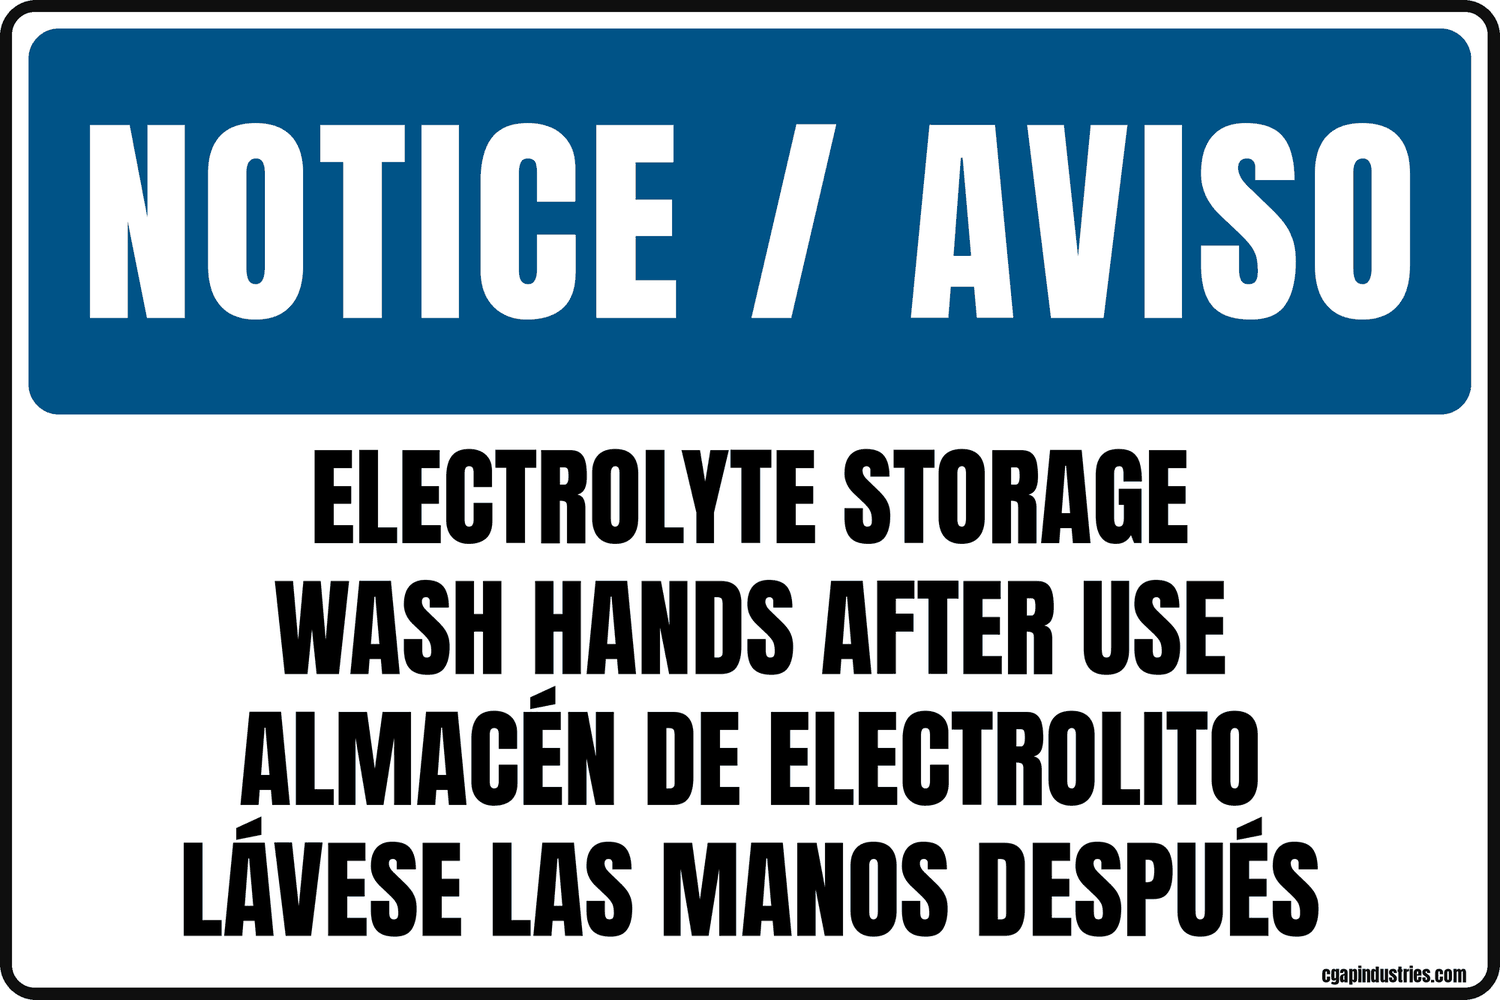 NOTICE / AVISO
ELECTROLYTE STORAGE
WASH HANDS AFTER USE
ALMACÉN DE ELECTROLITO
LÁVESE LAS MANOS DESPUÉS
cgapindustries.com